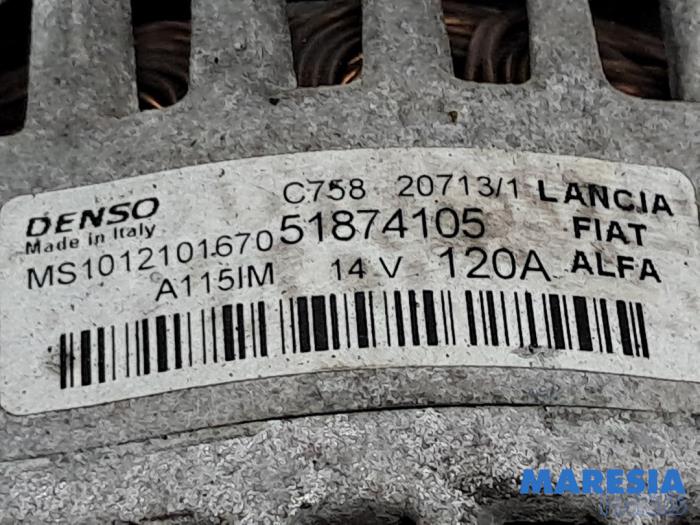 C758 20713/1 LANCIA
DENSO
Made in Italy
51874105 FIAT
MS1012101670
A115IM 14 V 120A ALFA
MARESIA